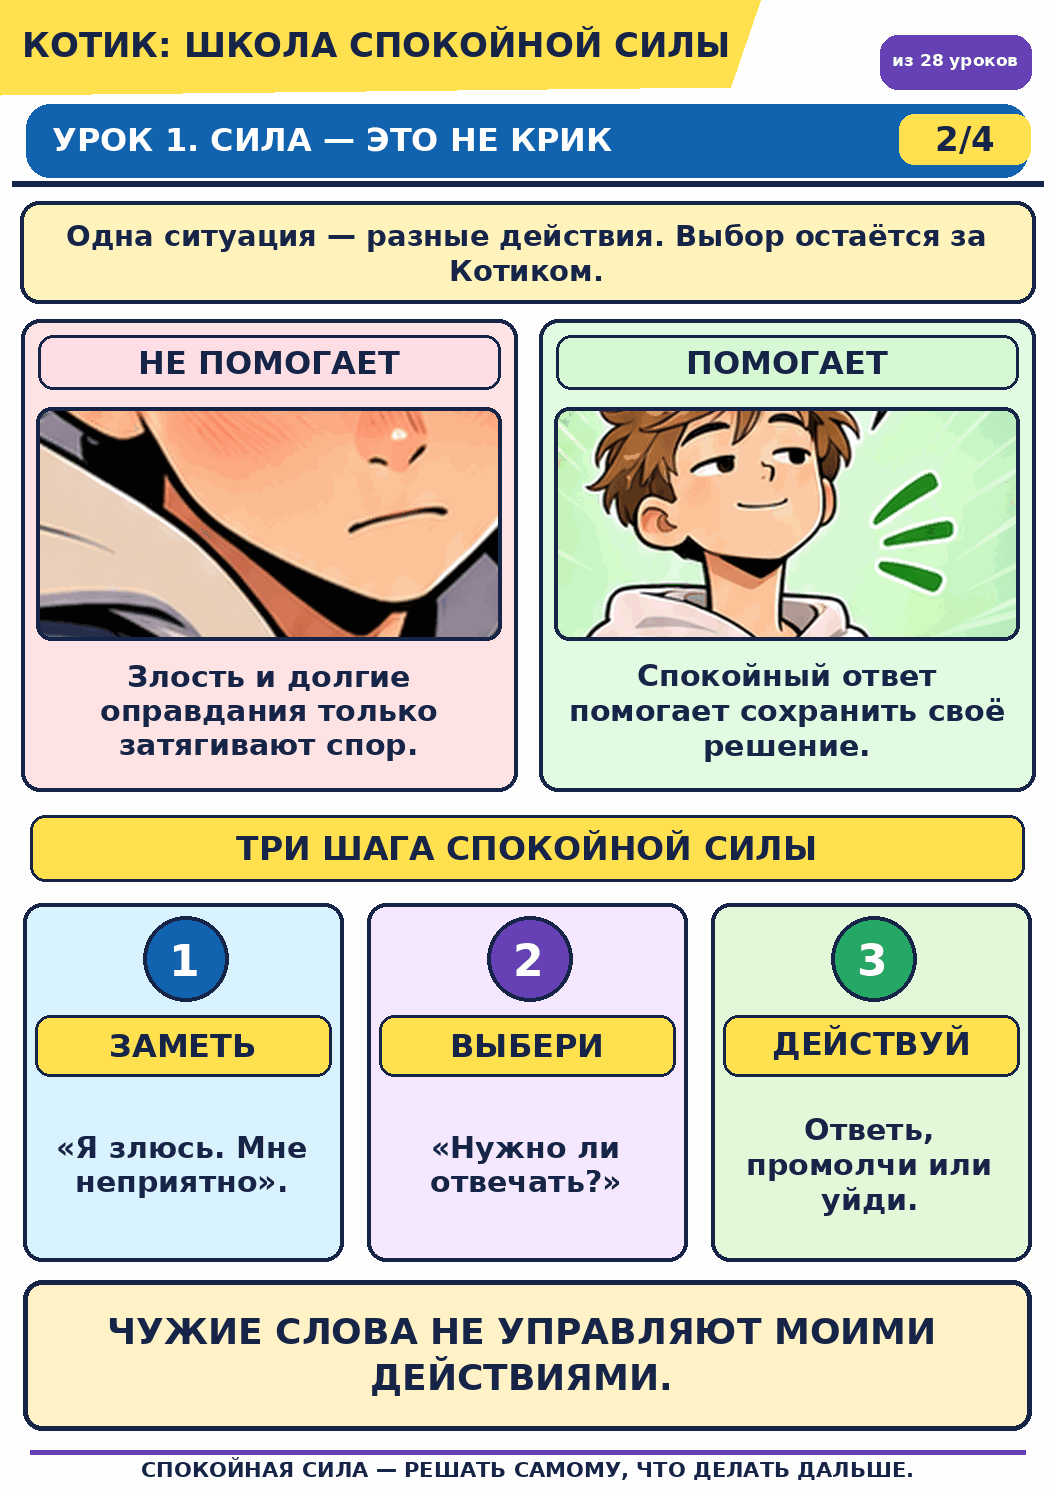 КОТИК: ШКОЛА СПОКОЙНОЙ СИЛЫ
из 28 уроков
УРОК 1. СИЛА — ЭТО НЕ КРИК
2/4
Одна ситуация — разные действия. Выбор остаётся за
Котиком.
НЕ ПОМОГАЕТ
Злость и долгие
оправдания только
затягивают спор.
ПОМОГАЕТ
Спокойный ответ
помогает сохранить своё
решение.
ТРИ ШАГА СПОКОЙНОЙ СИЛЫ
1
ЗАМЕТЬ
«Я злюсь. Мне
неприятно».
2
ВЫБЕРИ
«Нужно ли
отвечать?»
3
ДЕЙСТВУЙ
Ответь,
промолчи или
уйди.
ЧУЖИЕ СЛОВА НЕ УПРАВЛЯЮТ МОИМИ
ДЕЙСТВИЯМИ.
СПОКОЙНАЯ СИЛА — РЕШАТЬ САМОМУ, ЧТО ДЕЛАТЬ ДАЛЬШЕ.